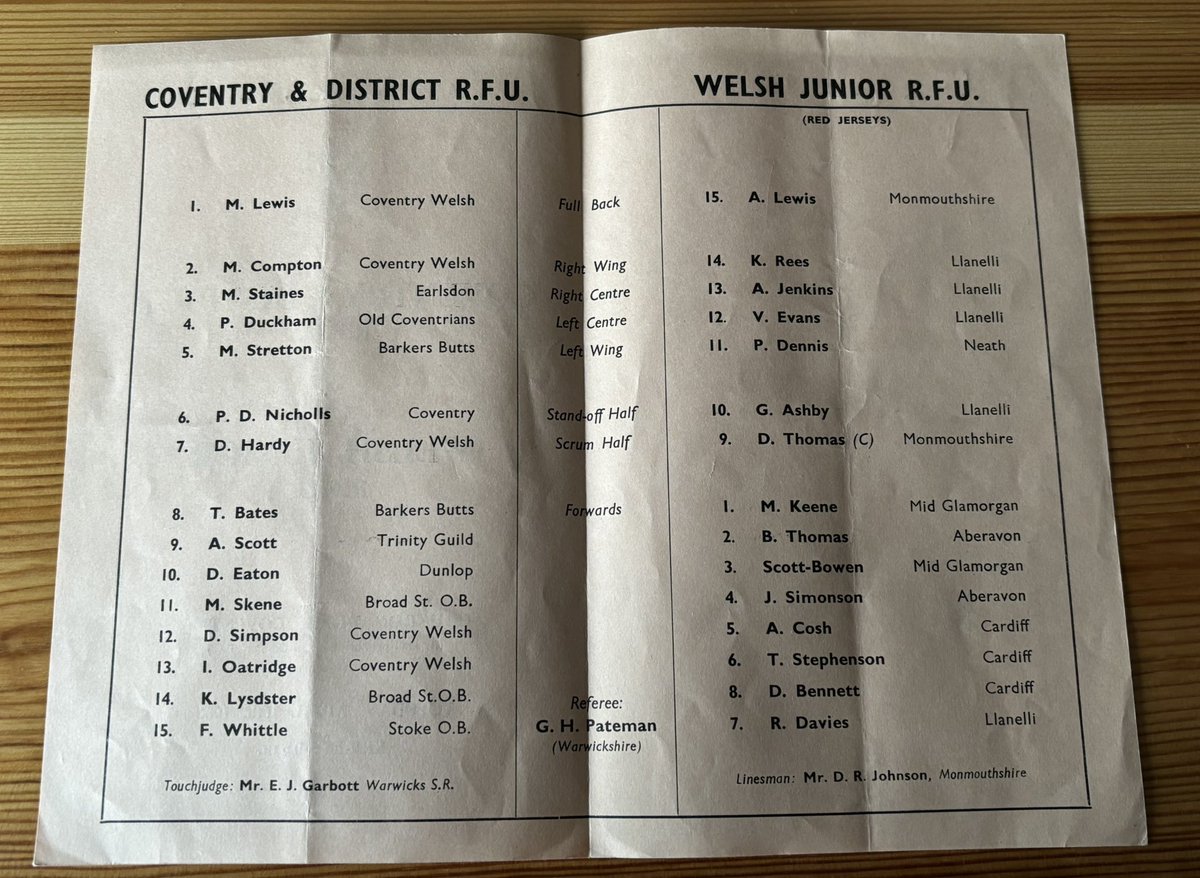 COVENTRY & DISTRICT R.F.U.
1. M. Lewis Coventry Welsh
2. M. Compton Coventry Welsh
3. M. Staines Earlsdon
4. P. Duckham Old Coventrians
5. M. Stretton Barkers Butts
6. P. D. Nicholls Coventry
7. D. Hardy Coventry Welsh
8. T. Bates Barkers Butts
9. A. Scott Trinity Guild
10. D. Eaton Dunlop
11. M. Skene Broad St. O.B.
12. D. Simpson Coventry Welsh
13. I. Oatridge Coventry Welsh
14. K. Lysdster Broad St.O.B.
15. F. Whittle Stoke O.B.
Touchjudge: Mr. E. J. Garbott Warwicks S.R.
Full Back
Right Wing
Right Centre
Left Centre
Left Wing
Stand-off Half
Scrum Half
Forwards
Referee:
G. H. Pateman
(Warwickshire)
WELSH JUNIOR R.F.U.
(RED JERSEYS)
15. A. Lewis Monmouthshire
14. K. Rees Llanelli
13. A. Jenkins Llanelli
12. V. Evans Llanelli
11. P. Dennis Neath
10. G. Ashby Llanelli
9. D. Thomas (C) Monmouthshire
1. M. Keene Mid Glamorgan
2. B. Thomas Aberavon
3. Scott-Bowen Mid Glamorgan
4. J. Simonson Aberavon
5. A. Cosh Cardiff
6. T. Stephenson Cardiff
8. D. Bennett Cardiff
7. R. Davies Llanelli
Linesman: Mr. D. R. Johnson, Monmouthshire